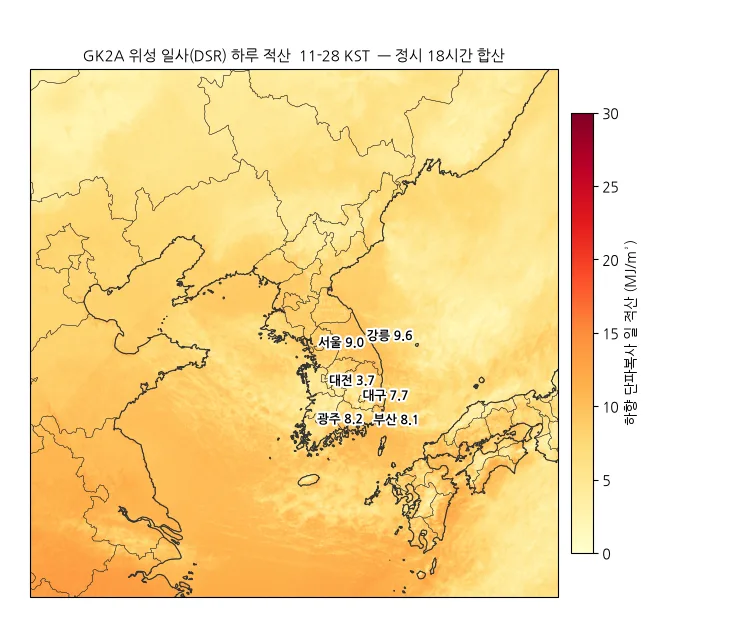 GK2A 위성 일사(DSR) 하루 적산 11-28 KST — 정시 18시간 합산
30
25
20
15
10
5
0
하향 단파복사 일 적산 (MJ/m²)
강릉 9.6
서울 9.0
대전 3.7
대구 7.7
광주 8.2
부산 8.1